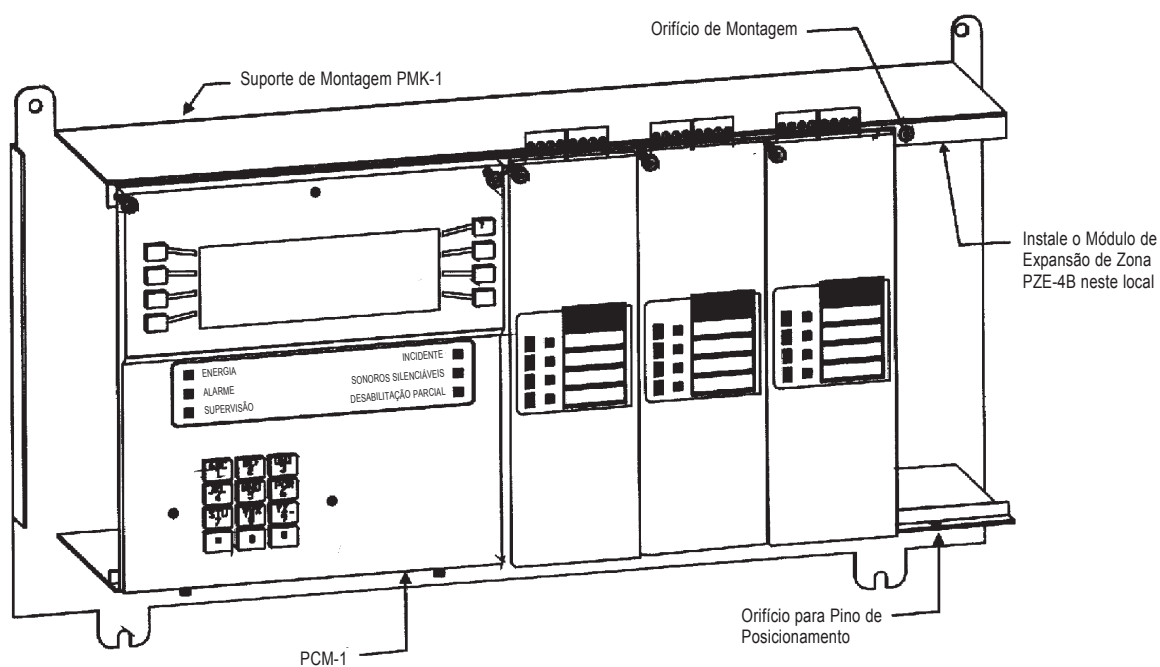 Orifício de Montagem
Suporte de Montagem PMK-1
Instale o Módulo de
Expansão de Zona
PZE-4B neste local
ENERGIA
ALARME
SUPERVISÃO
INCIDENTE
SONOROS SILENCIÁVEIS
DESABILITAÇÃO PARCIAL
Orifício para Pino de
Posicionamento
PCM-1